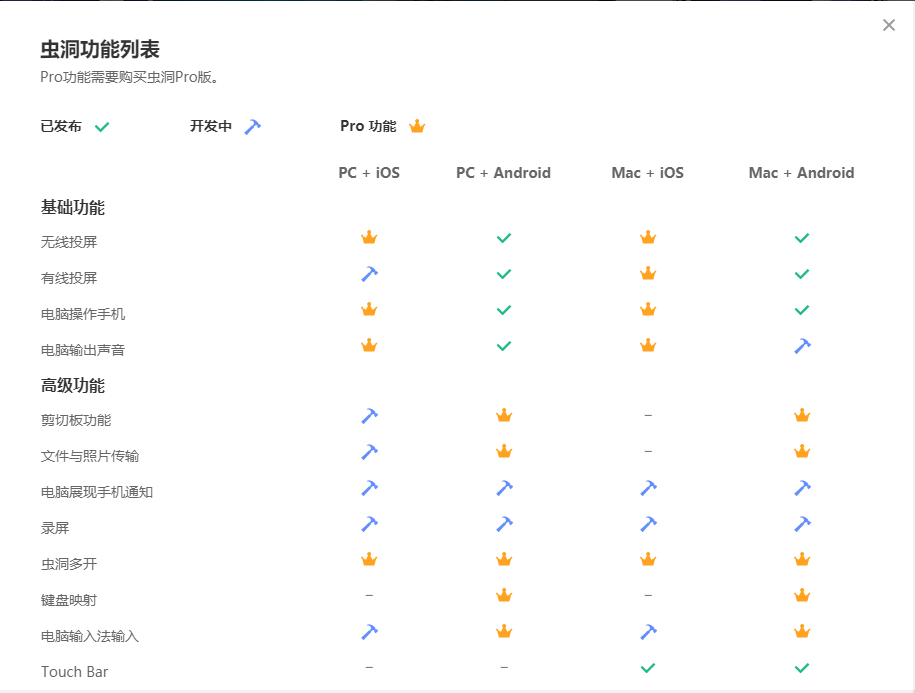 虫洞功能列表
Pro功能需要购买虫洞Pro版。
已发布 开发中 Pro 功能
PC + iOS PC + Android Mac + iOS Mac + Android
基础功能
无线投屏
有线投屏
电脑操作手机
电脑输出声音
高级功能
剪切板功能 –
文件与照片传输 –
电脑展现手机通知
录屏
虫洞多开
键盘映射 – –
电脑输入法输入
Touch Bar – –